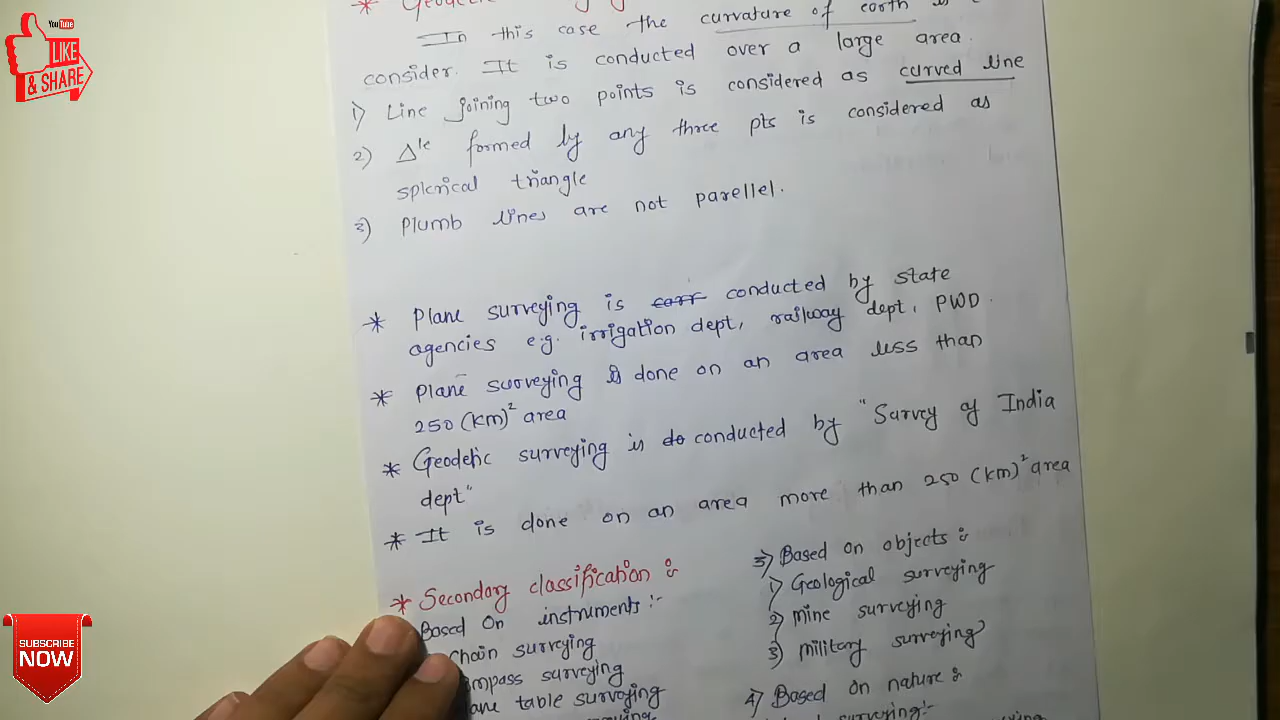 YouTube
LIKE
& SHARE
* Geodetic
In this case the curvature of earth is
consider. It is conducted over a large area.
1) Line joining two points is considered as curved line
2) Δle formed by any three pts is considered as
spherical triangle
3) Plumb lines are not parellel.
* Plane surveying is conducted by state
agencies e.g. irrigation dept, railway dept, PWD.
* Plane surveying is done on an area less than
250 (km)² area
* Geodetic surveying is do conducted by "Survey of India
dept"
* It is done on an area more than 250 (km)² area
* Secondary classification :
Based on instruments :-
chain surveying
mpass surveying
ane table surveying
3) Based on objects :
1) Geological surveying
2) Mine surveying
3) military surveying
4) Based on nature :
surveying:-
SUBSCRIBE
NOW